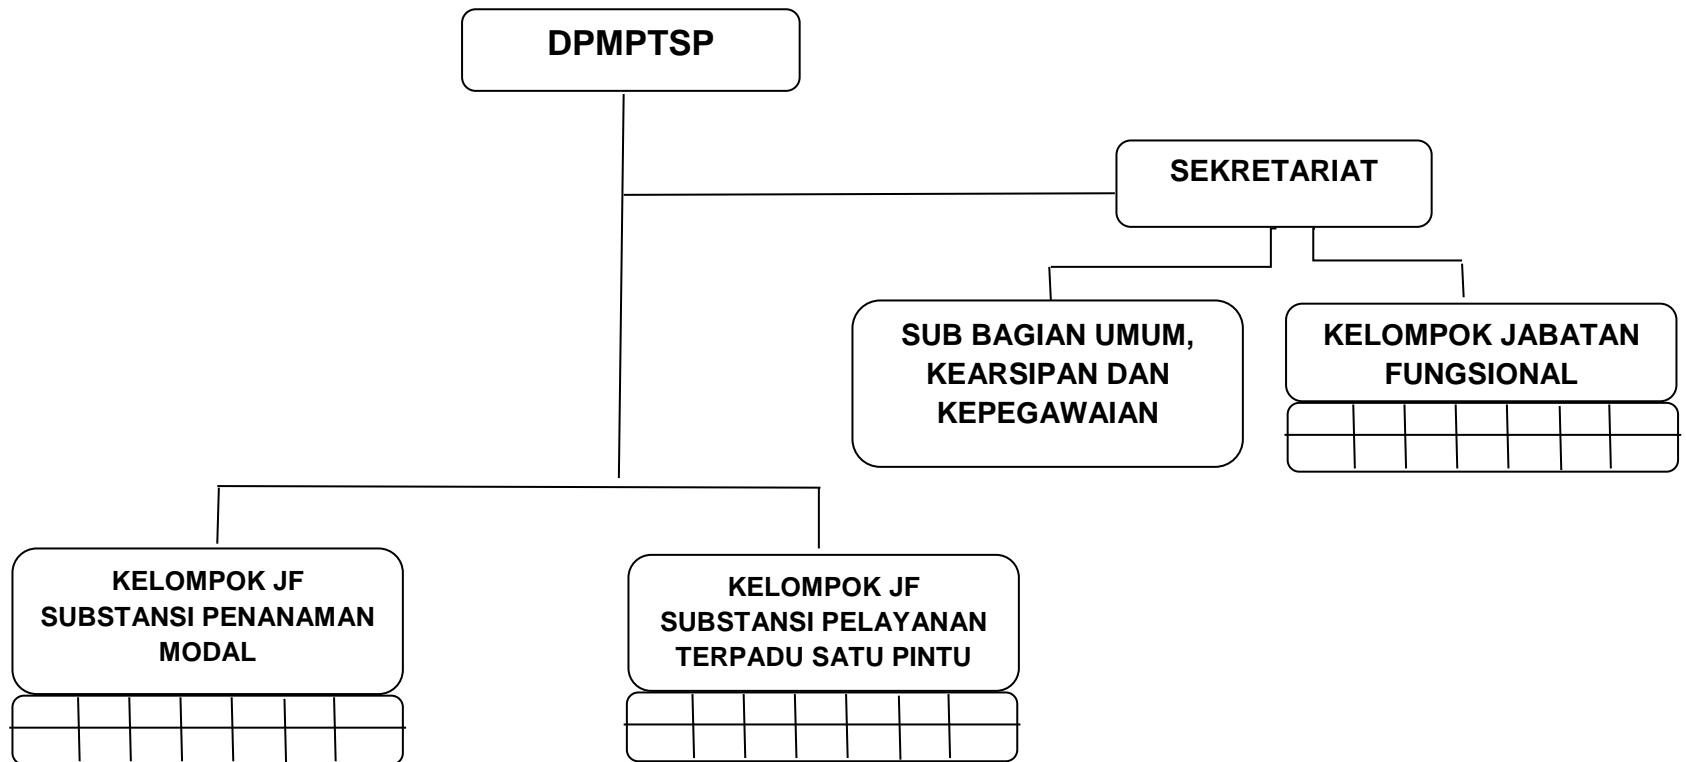 DPMPTSP
SEKRETARIAT
SUB BAGIAN UMUM,
KEARSIPAN DAN
KEPEGAWAIAN
KELOMPOK JABATAN
FUNGSIONAL
KELOMPOK JF
SUBSTANSI PENANAMAN
MODAL
KELOMPOK JF
SUBSTANSI PELAYANAN
TERPADU SATU PINTU